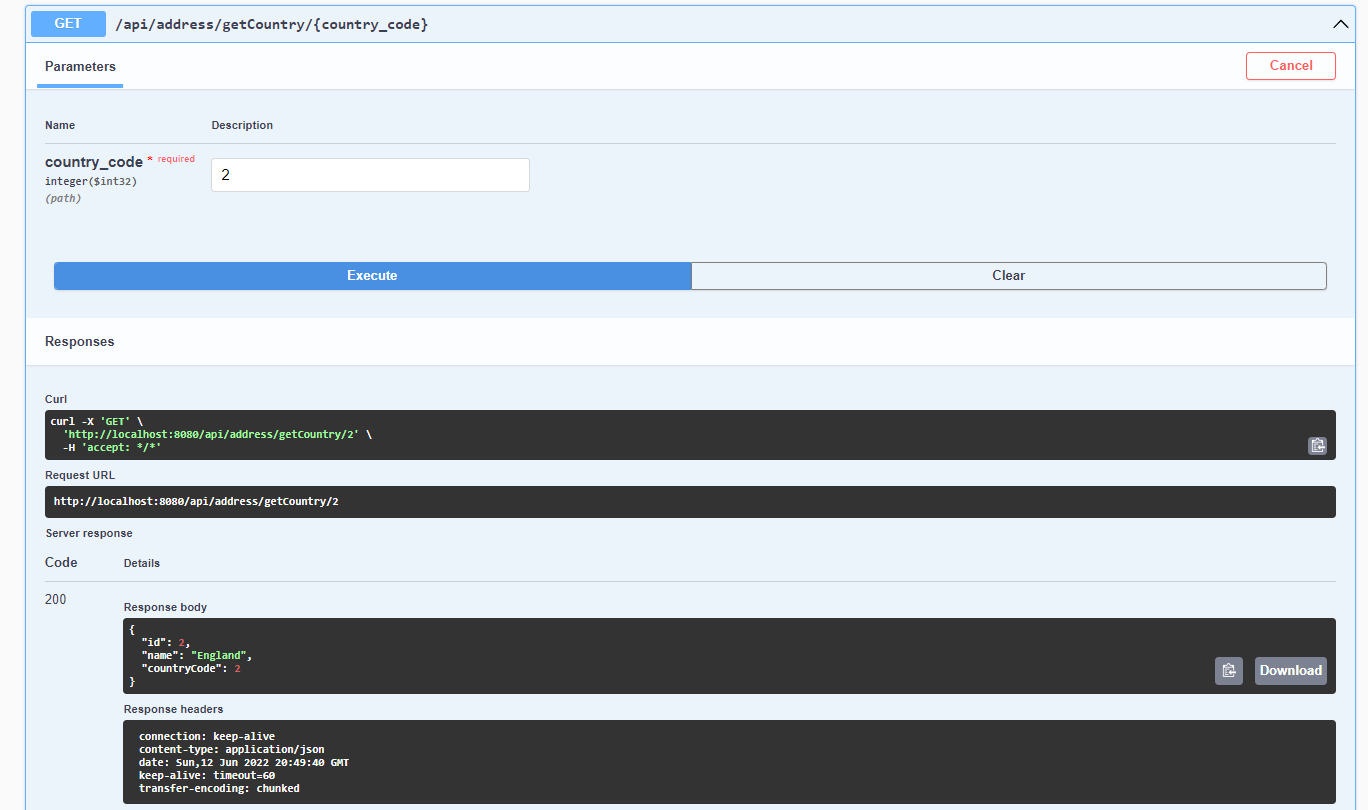 GET /api/address/getCountry/{country_code}
Parameters
Cancel
Name Description
country_code * required
integer($int32)
(path)
2
Execute Clear
Responses
Curl
curl -X 'GET' \
'http://localhost:8080/api/address/getCountry/2' \
-H 'accept: */*'
Request URL
http://localhost:8080/api/address/getCountry/2
Server response
Code Details
200
Response body
{
"id": 2,
"name": "England",
"countryCode": 2
}
Download
Response headers
connection: keep-alive
content-type: application/json
date: Sun,12 Jun 2022 20:49:40 GMT
keep-alive: timeout=60
transfer-encoding: chunked